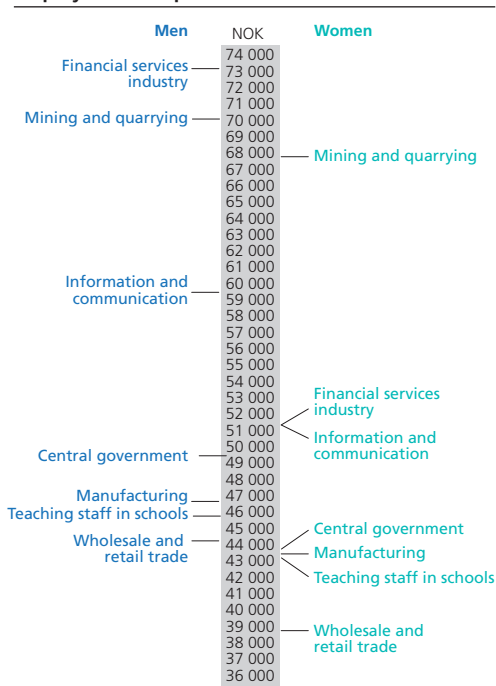 Men
NOK
Women
74 000
Financial services
industry
73 000
72 000
71 000
Mining and quarrying
70 000
69 000
68 000
Mining and quarrying
67 000
66 000
65 000
64 000
63 000
62 000
61 000
Information and
communication
60 000
59 000
58 000
57 000
56 000
55 000
54 000
53 000
Financial services
industry
52 000
51 000
Information and
communication
50 000
Central government
49 000
48 000
Manufacturing
47 000
Teaching staff in schools
46 000
45 000
Central government
Wholesale and
retail trade
44 000
Manufacturing
43 000
Teaching staff in schools
42 000
41 000
40 000
39 000
Wholesale and
retail trade
38 000
37 000
36 000